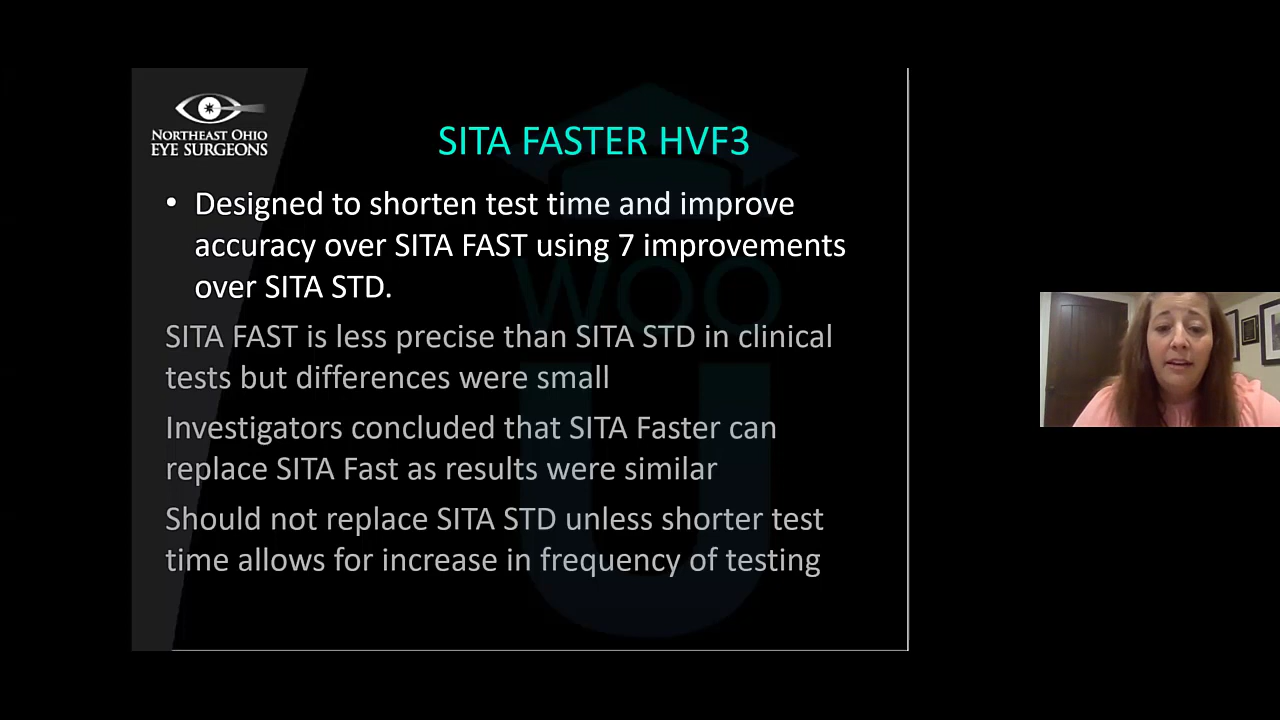 NORTHEAST OHIO
EYE SURGEONS
SITA FASTER HVF3
• Designed to shorten test time and improve
accuracy over SITA FAST using 7 improvements
over SITA STD.
SITA FAST is less precise than SITA STD in clinical
tests but differences were small
Investigators concluded that SITA Faster can
replace SITA Fast as results were similar
Should not replace SITA STD unless shorter test
time allows for increase in frequency of testing
WOO
U